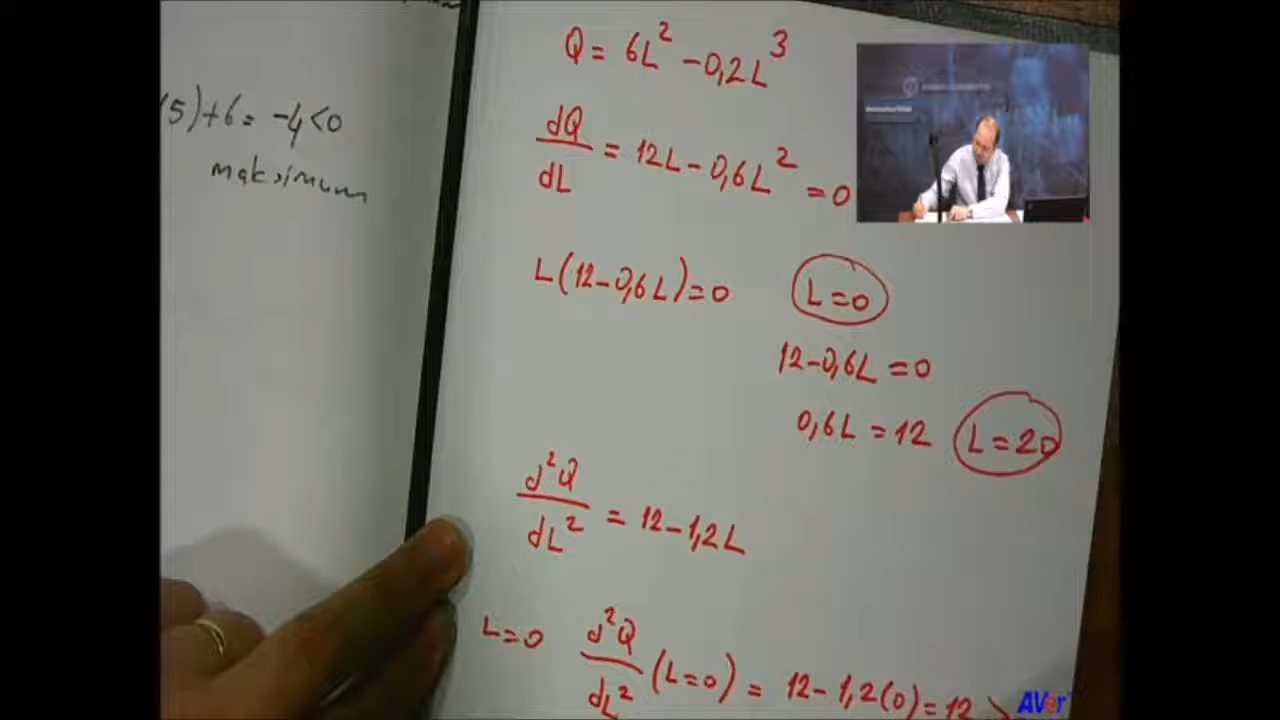 (5)+6= -4<0
maksimum
Q= 6L² -0,2L³
dQ/dL = 12L-0,6L² =0
L(12-0,6L)=0 L=0
12-0,6L =0
0,6L =12 L=20
d²Q/dL² = 12-1,2L
L=0 d²Q/dL² (L=0) = 12-1,2(0)=12 >
AVer